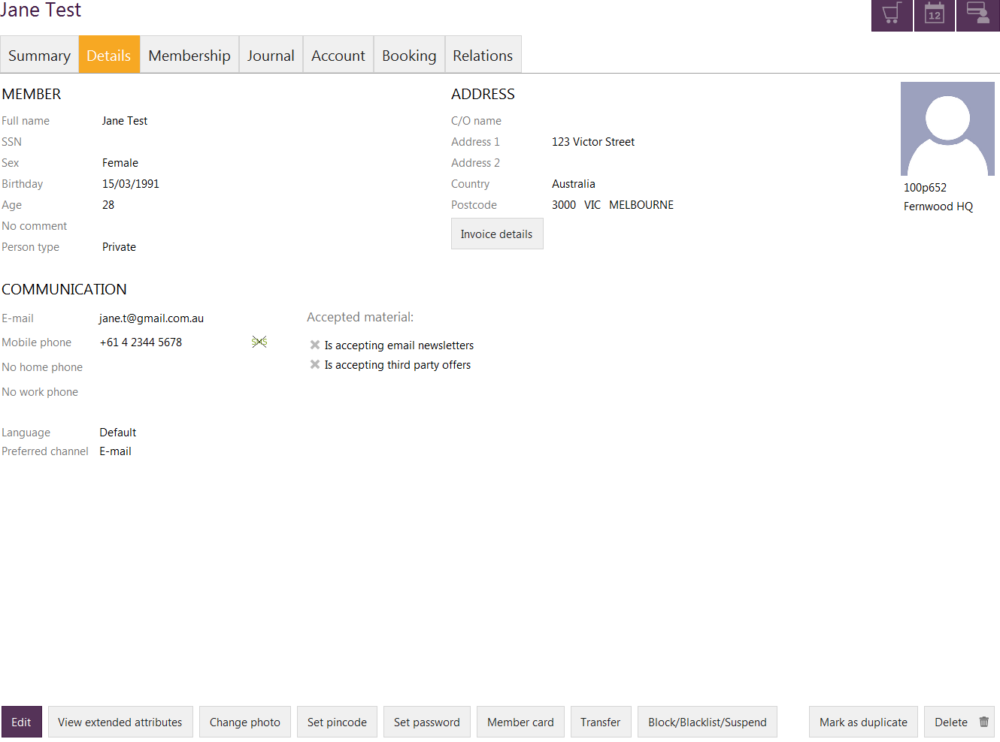 Jane Test
12
Summary Details Membership Journal Account Booking Relations
MEMBER
Full name Jane Test
SSN
Sex Female
Birthday 15/03/1991
Age 28
No comment
Person type Private
ADDRESS
C/O name
Address 1 123 Victor Street
Address 2
Country Australia
Postcode 3000 VIC MELBOURNE
Invoice details
100p652
Fernwood HQ
COMMUNICATION
E-mail jane.t@gmail.com.au
Mobile phone +61 4 2344 5678 SMS
No home phone
No work phone
Accepted material:
Is accepting email newsletters
Is accepting third party offers
Language Default
Preferred channel E-mail
Edit View extended attributes Change photo Set pincode Set password Member card Transfer Block/Blacklist/Suspend Mark as duplicate Delete